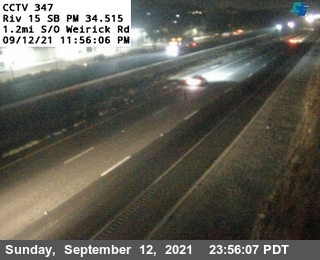 CCTV 347
Riv 15 SB PM 34.515
1.2mi S/O Weirick Rd
09/12/21 11:56:06 PM
Sunday, September 12, 2021 23:56:07 PDT